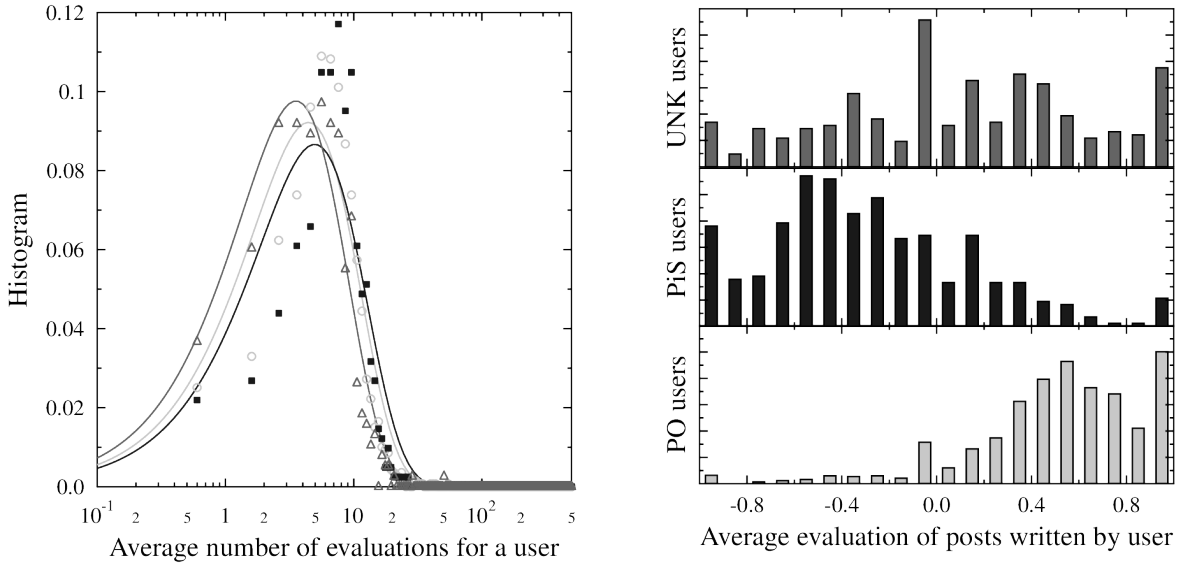 0.12
0.1
0.08
0.06
0.04
0.02
0.0
Histogram
10-1 2 5 1 2 5 10 2 5 102 2 5
Average number of evaluations for a user
UNK users
PiS users
PO users
-0.8 -0.4 0.0 0.4 0.8
Average evaluation of posts written by user